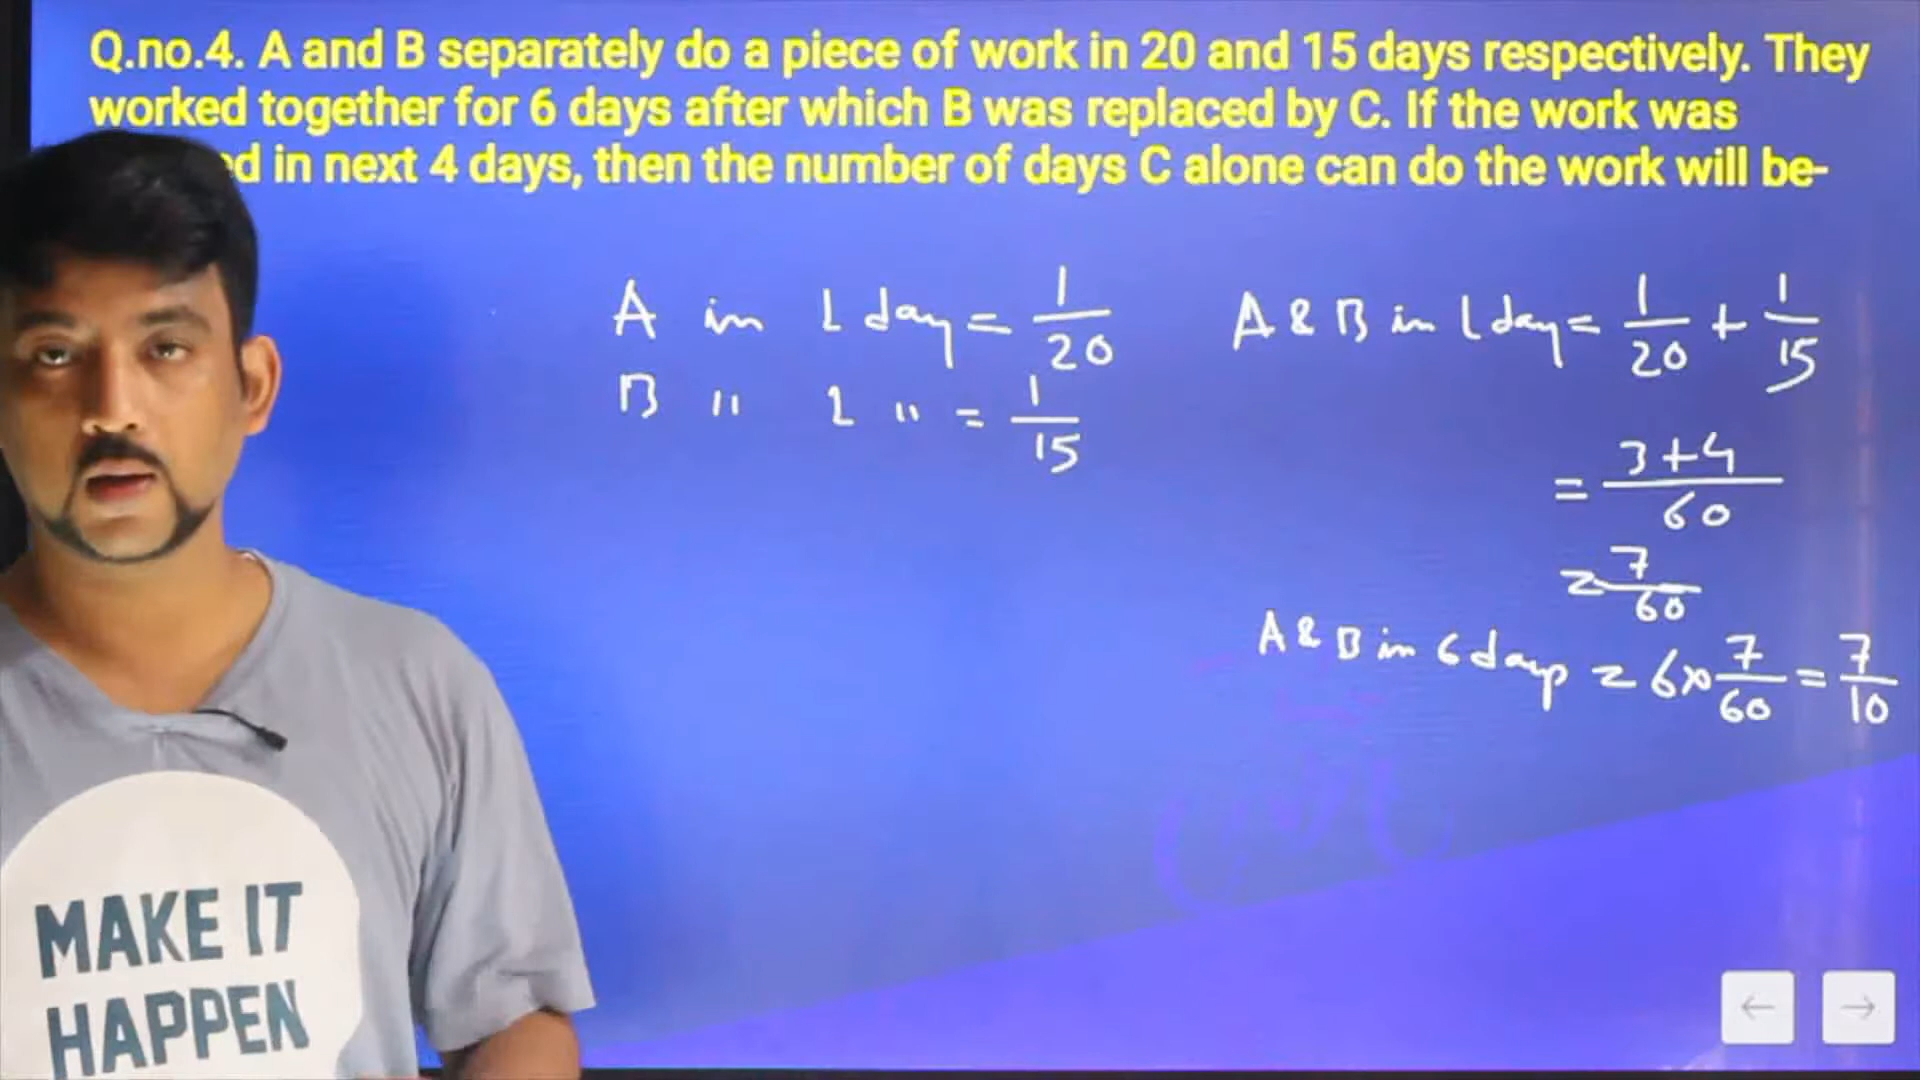 Q.no.4. A and B separately do a piece of work in 20 and 15 days respectively. They
worked together for 6 days after which B was replaced by C. If the work was
in next 4 days, then the number of days C alone can do the work will be-
A in 1 day = 1/20
B " 1 " = 1/15
A & B in 1 day = 1/20 + 1/15
= 3+4/60
= 7/60
A & B in 6 days = 6 × 7/60 = 7/10
MAKE IT
HAPPEN
← →